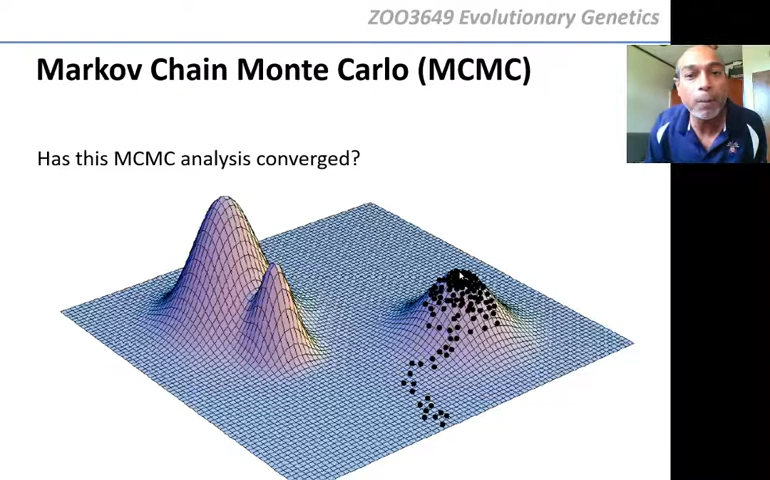 ZOO3649 Evolutionary Genetics
Markov Chain Monte Carlo (MCMC)
Has this MCMC analysis converged?